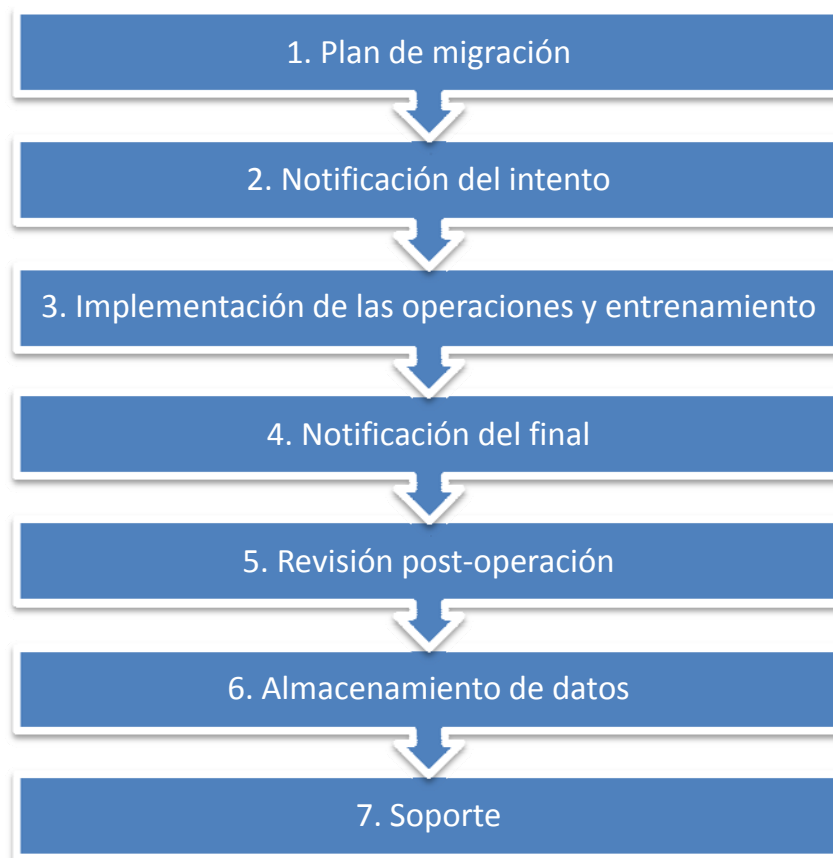 1. Plan de migración
2. Notificación del intento
3. Implementación de las operaciones y entrenamiento
4. Notificación del final
5. Revisión post-operación
6. Almacenamiento de datos
7. Soporte